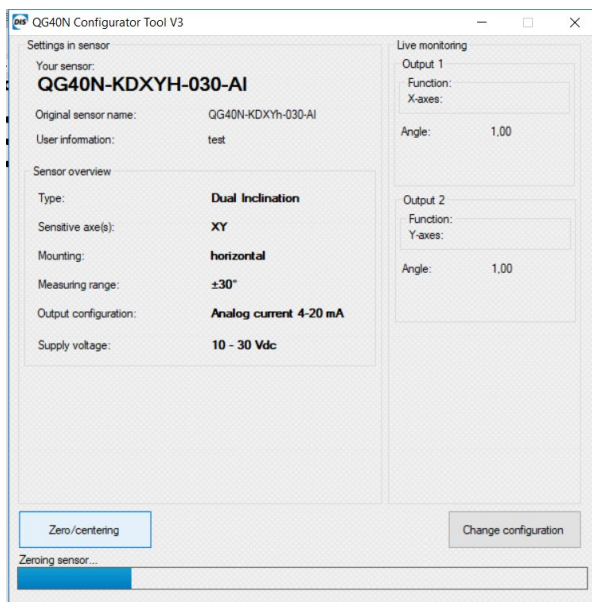 DIS QG40N Configurator Tool V3
Settings in sensor
Your sensor:
QG40N-KDXYH-030-AI
Original sensor name: QG40N-KDXYh-030-AI
User information: test
Sensor overview
Type: Dual Inclination
Sensitive axe(s): XY
Mounting: horizontal
Measuring range: ±30°
Output configuration: Analog current 4-20 mA
Supply voltage: 10 - 30 Vdc
Live monitoring
Output 1
Function:
X-axes:
Angle: 1,00
Output 2
Function:
Y-axes:
Angle: 1,00
Zero/centering
Change configuration
Zeroing sensor...